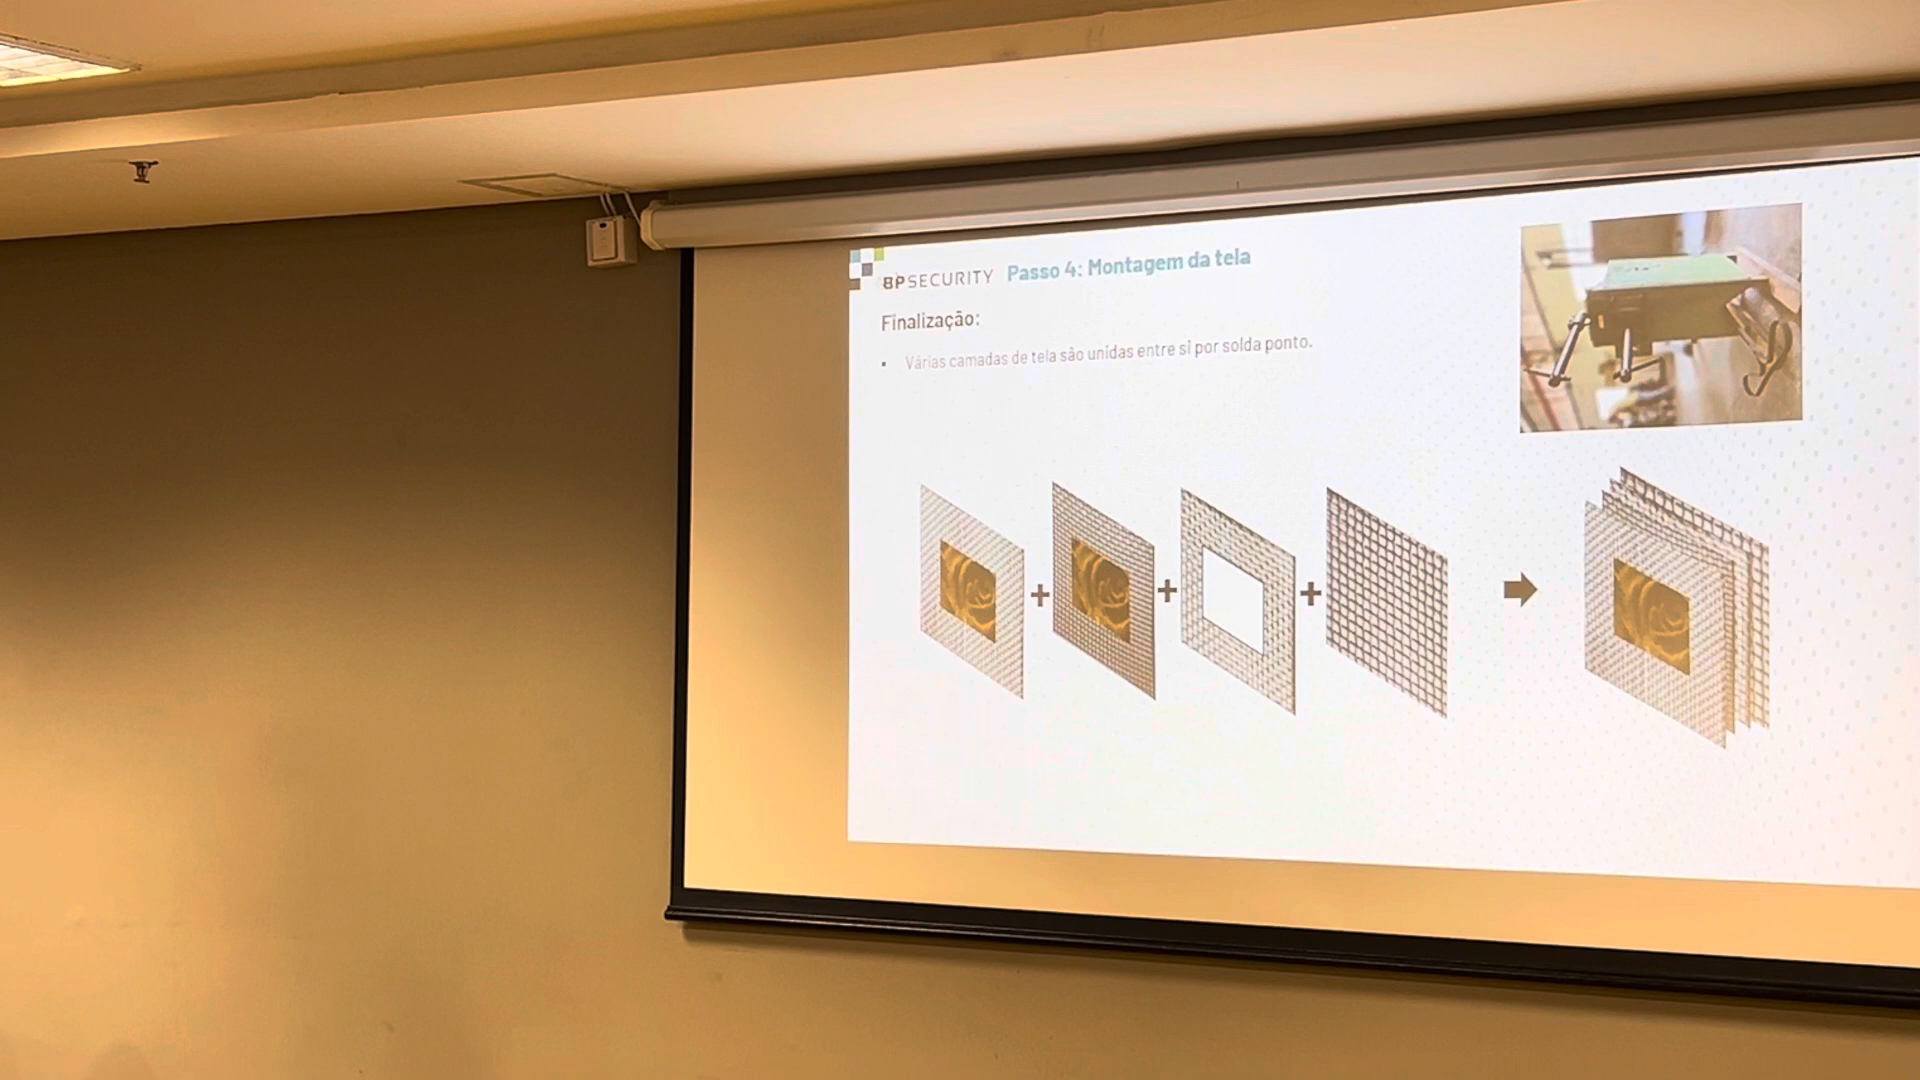 BPSECURITY Passo 4: Montagem da tela
Finalização:
▪ Várias camadas de tela são unidas entre si por solda ponto.